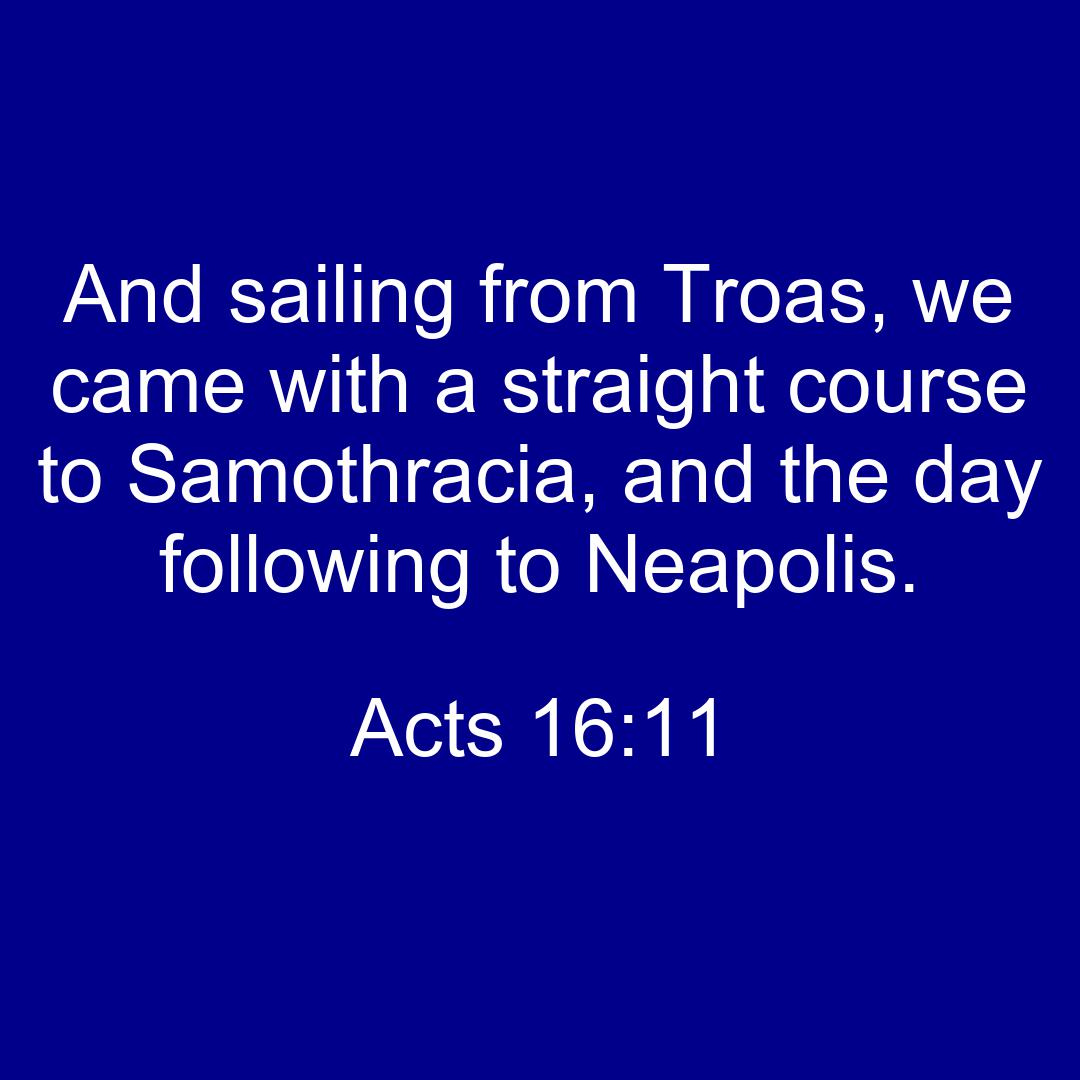 And sailing from Troas, we
came with a straight course
to Samothracia, and the day
following to Neapolis.
Acts 16:11